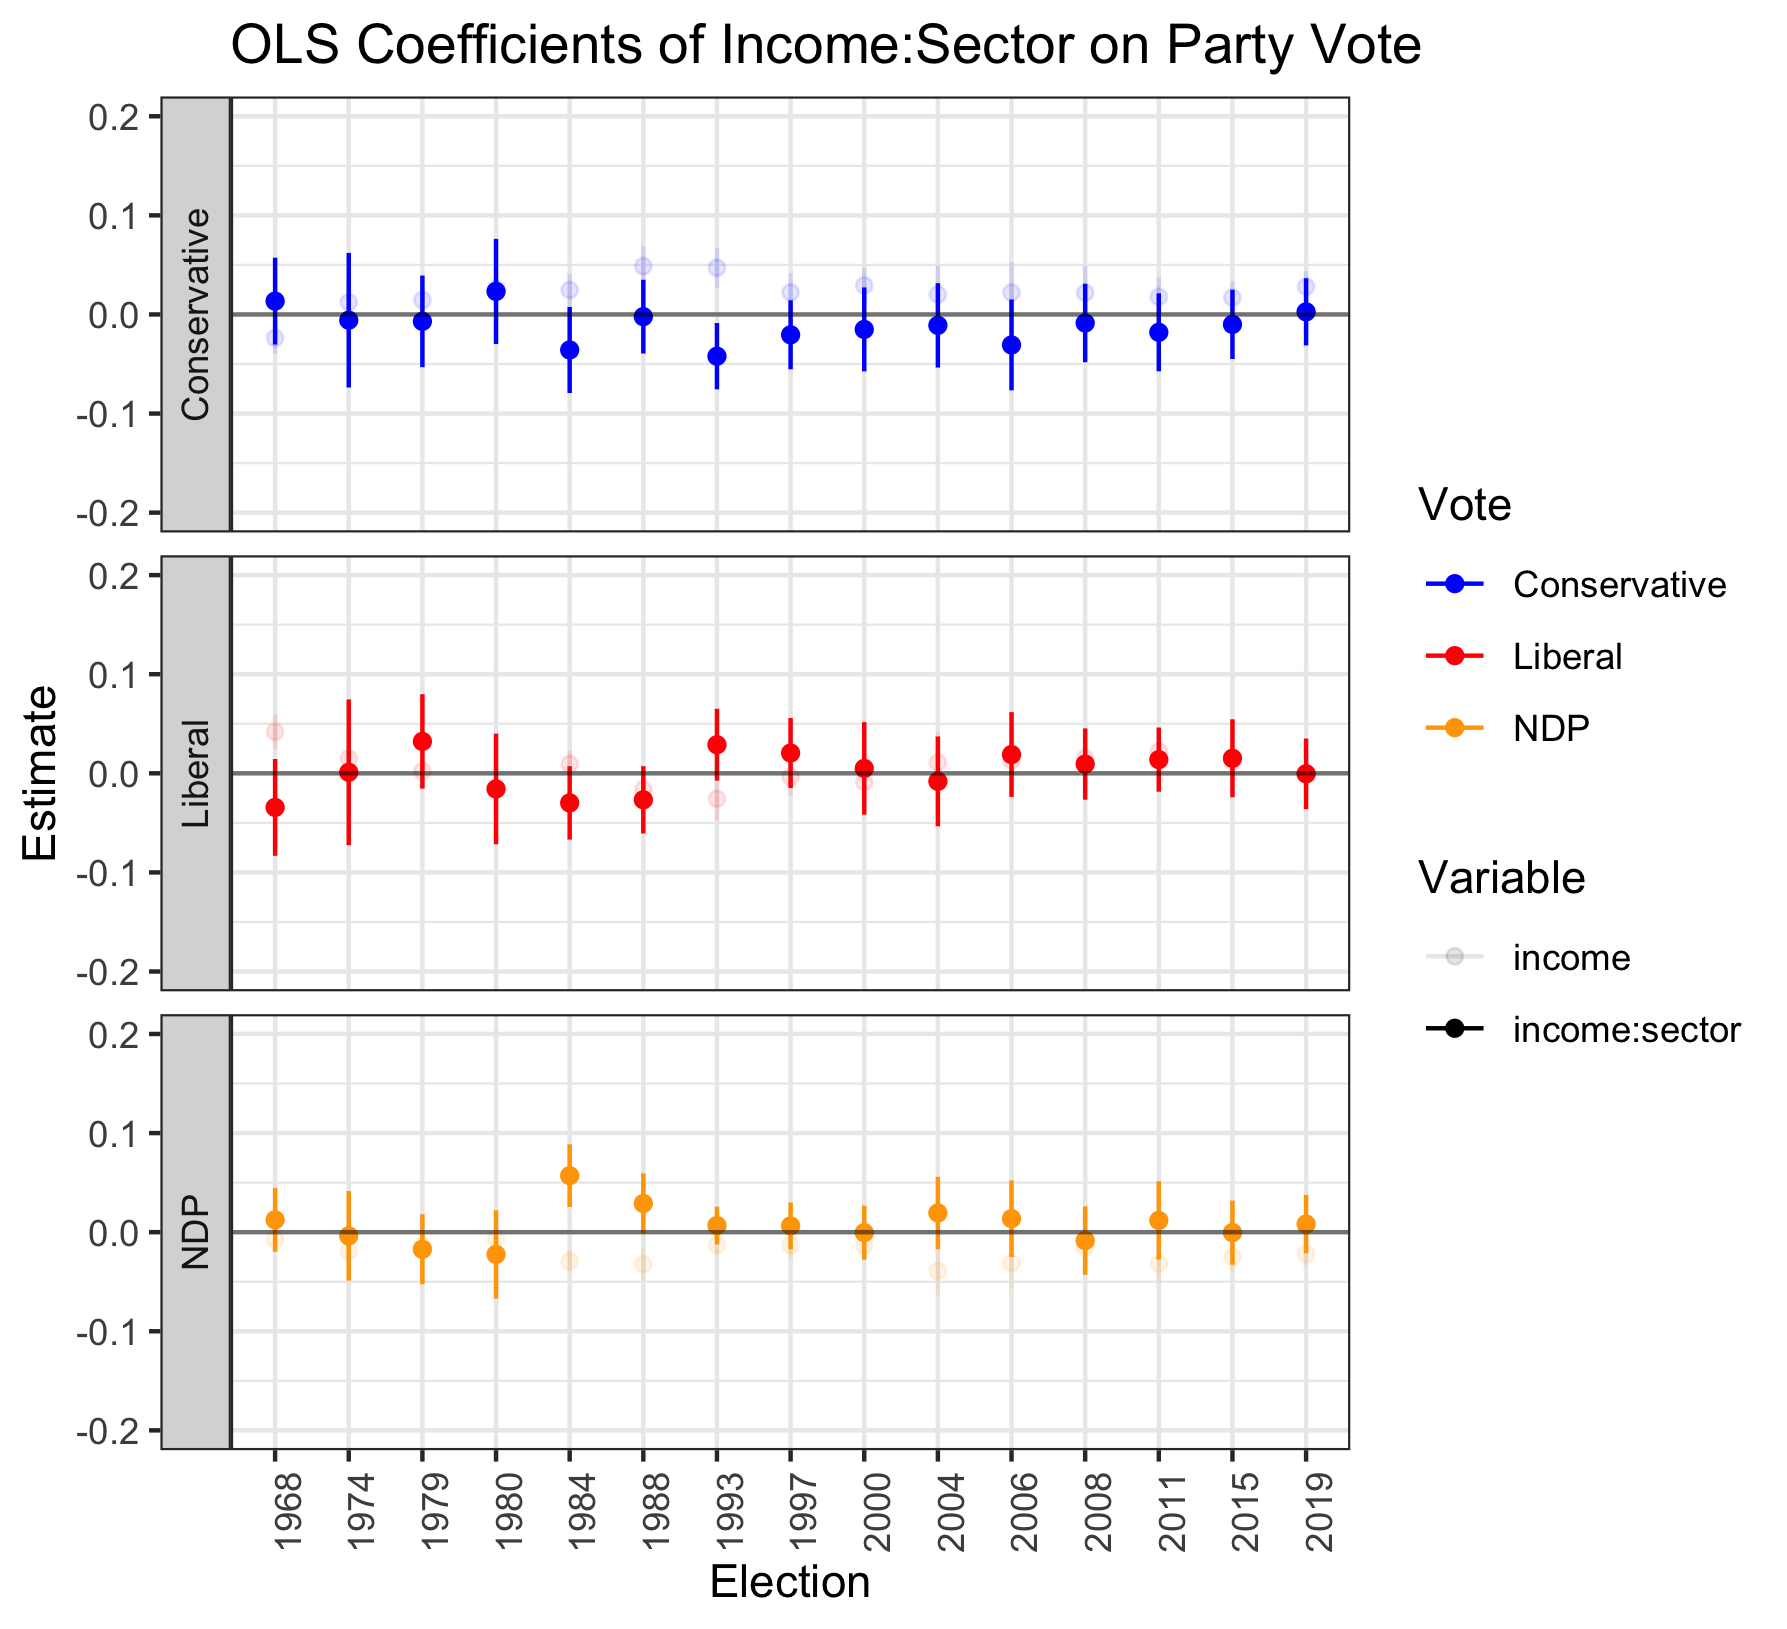 OLS Coefficients of Income:Sector on Party Vote
Estimate
Conservative
0.2
0.1
0.0
-0.1
-0.2
Liberal
0.2
0.1
0.0
-0.1
-0.2
NDP
0.2
0.1
0.0
-0.1
-0.2
1968 1974 1979 1980 1984 1988 1993 1997 2000 2004 2006 2008 2011 2015 2019
Election
Vote
Conservative
Liberal
NDP
Variable
income
income:sector